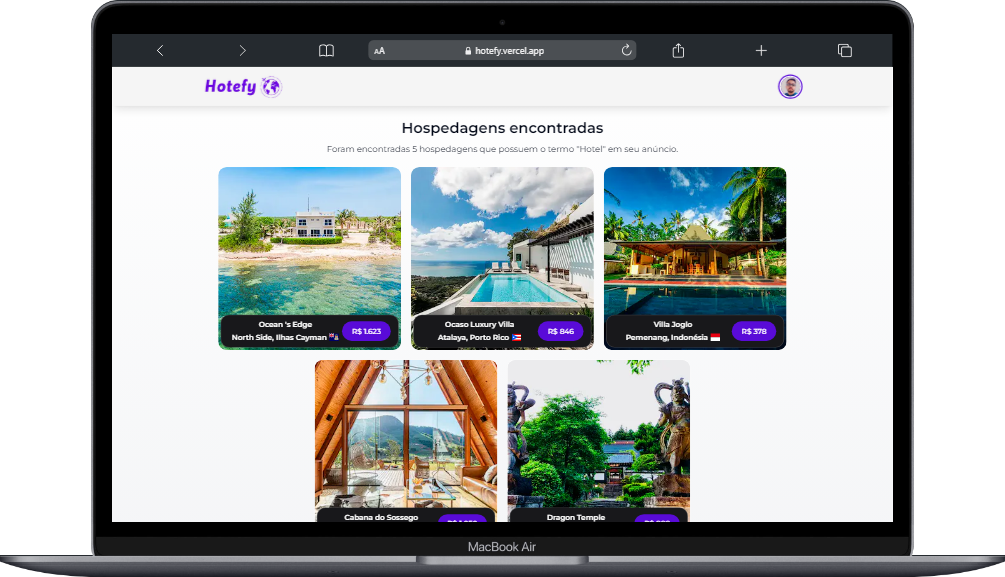 AA hotefy.vercel.app
Hotefy
Hospedagens encontradas
Foram encontradas 5 hospedagens que possuem o termo "Hotel" em seu anúncio.
Ocean 's Edge
North Side, Ilhas Cayman
R$ 1.623
Ocaso Luxury Villa
Atalaya, Porto Rico
R$ 846
Villa Joglo
Pemenang, Indonésia
R$ 378
Cabana do Sossego
Dragon Temple
MacBook Air